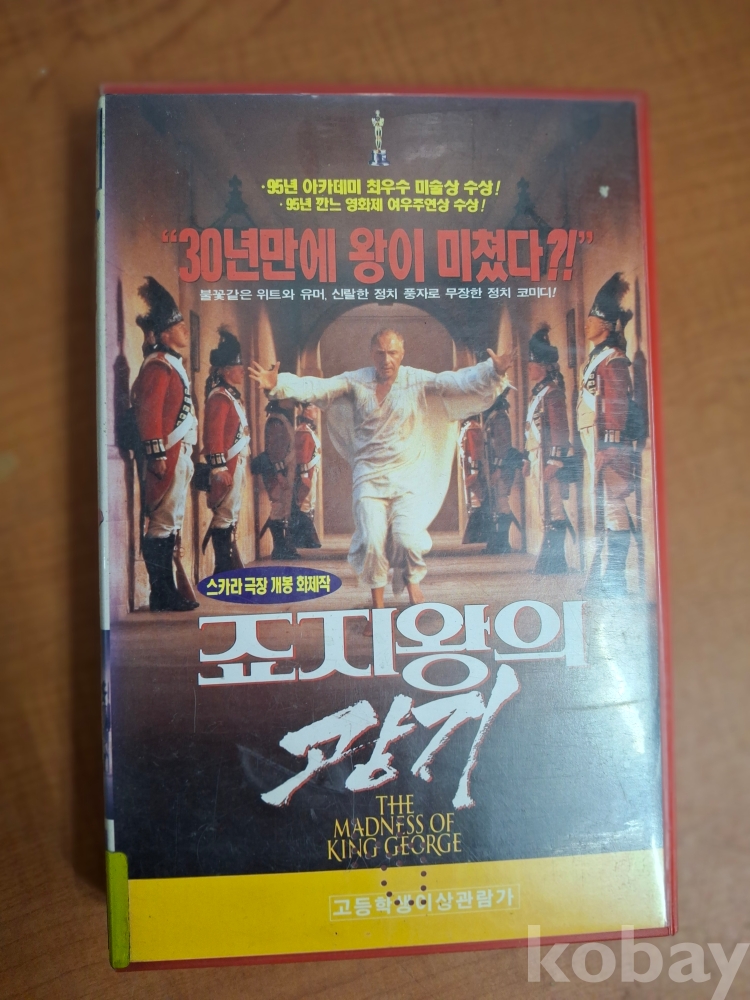 ·95년 아카데미 최우수 미술상 수상!
·95년 깐느 영화제 여우주연상 수상!
"30년만에 왕이 미쳤다?!"
불꽃같은 위트와 유머, 신랄한 정치 풍자로 무장한 정치 코미디!
스카라 극장 개봉 화제작
죠지왕의
광기
THE
MADNESS OF
KING GEORGE
고등학생이상관람가
kobay